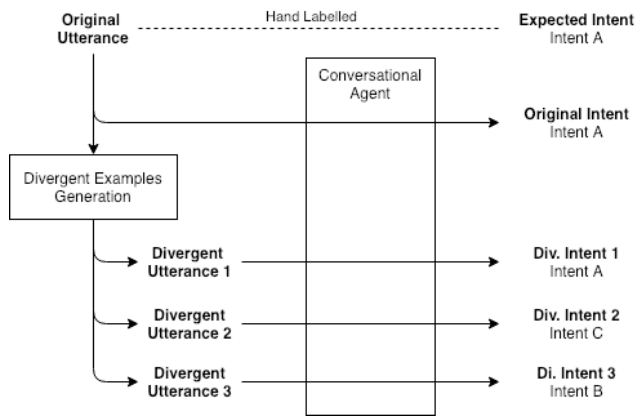 Original
Utterance
Hand Labelled
Expected Intent
Intent A
Conversational
Agent
Original Intent
Intent A
Divergent Examples
Generation
Divergent
Utterance 1
Div. Intent 1
Intent A
Divergent
Utterance 2
Div. Intent 2
Intent C
Divergent
Utterance 3
Di. Intent 3
Intent B